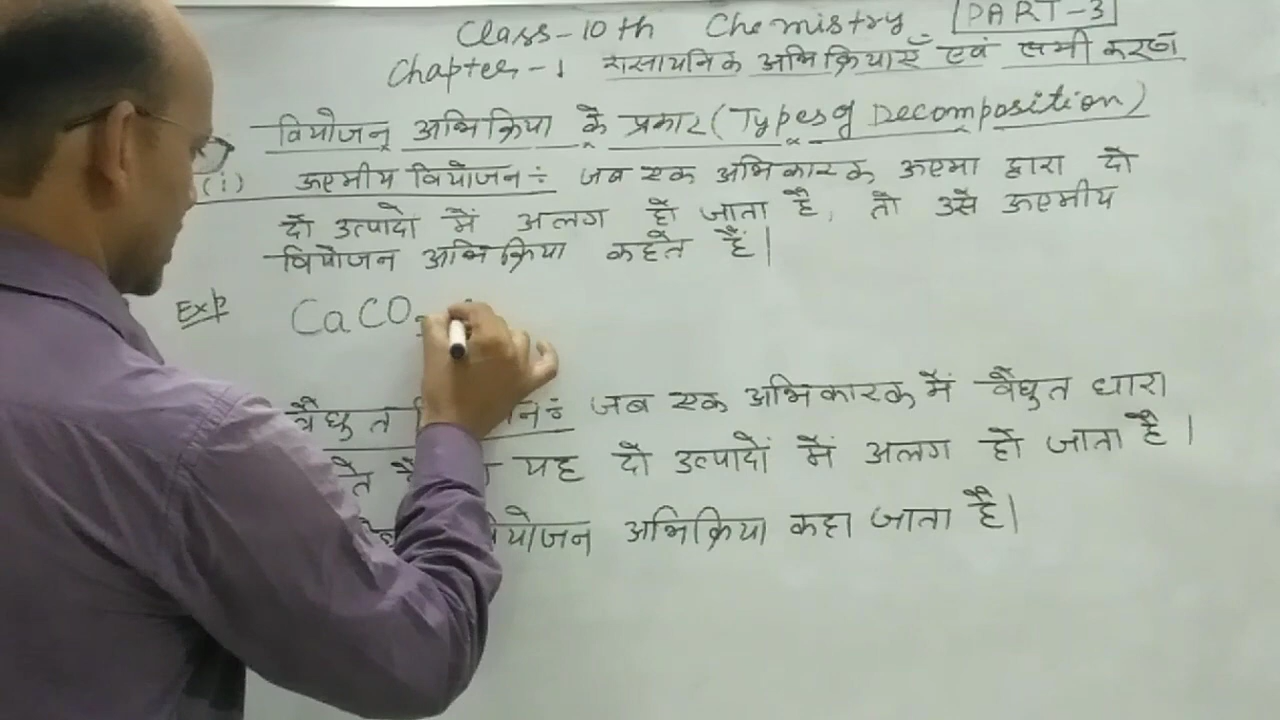 Class-10th Chemistry PART-3
Chapter-1 रासायनिक अभिक्रियाएँ एवं समीकरण
वियोजन अभिक्रिया के प्रकार (Types of Decomposition)
(i) ऊष्मीय वियोजन÷ जब एक अभिकारक ऊष्मा द्वारा दो
दो उत्पादो में अलग हो जाता है, तो उसे ऊष्मीय
वियोजन अभिक्रिया कहते हैं|
Exp CaCO
वैधुत जब एक अभिकारक में वैधुत धारा
यह दो उत्पादों में अलग हो जाता है।
अभिक्रिया कहा जाता है|